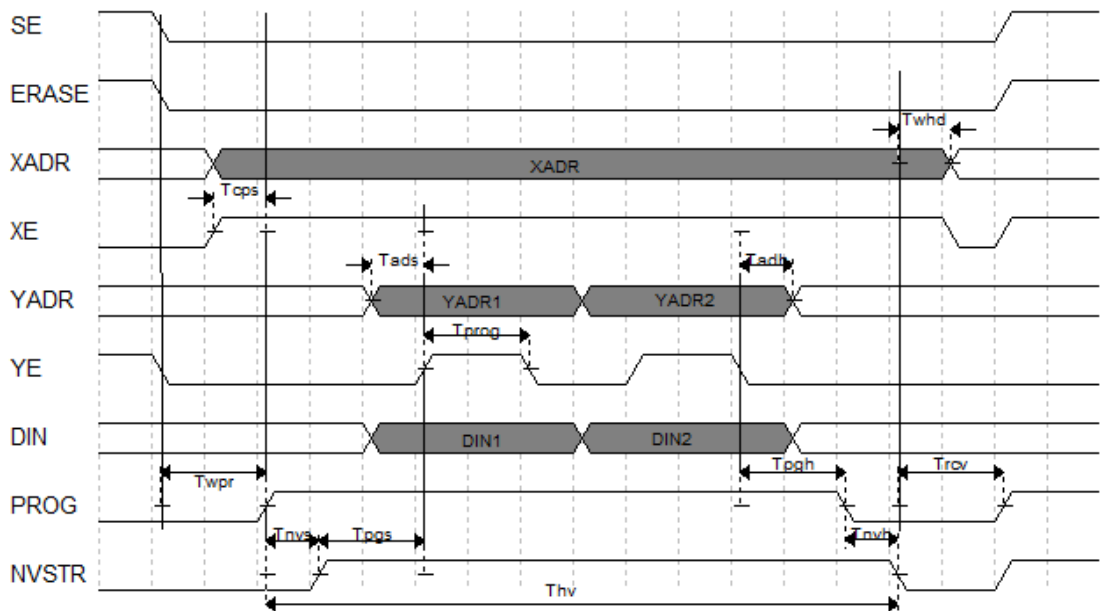 SE
ERASE
Twhd
XADR
XADR
Tcps
XE
Tads
Tadh
YADR
YADR1
YADR2
Tprog
YE
DIN
DIN1
DIN2
Twpr
Tpgh
Trcv
PROG
Tnvs
Tpgs
Tnvh
NVSTR
Thv